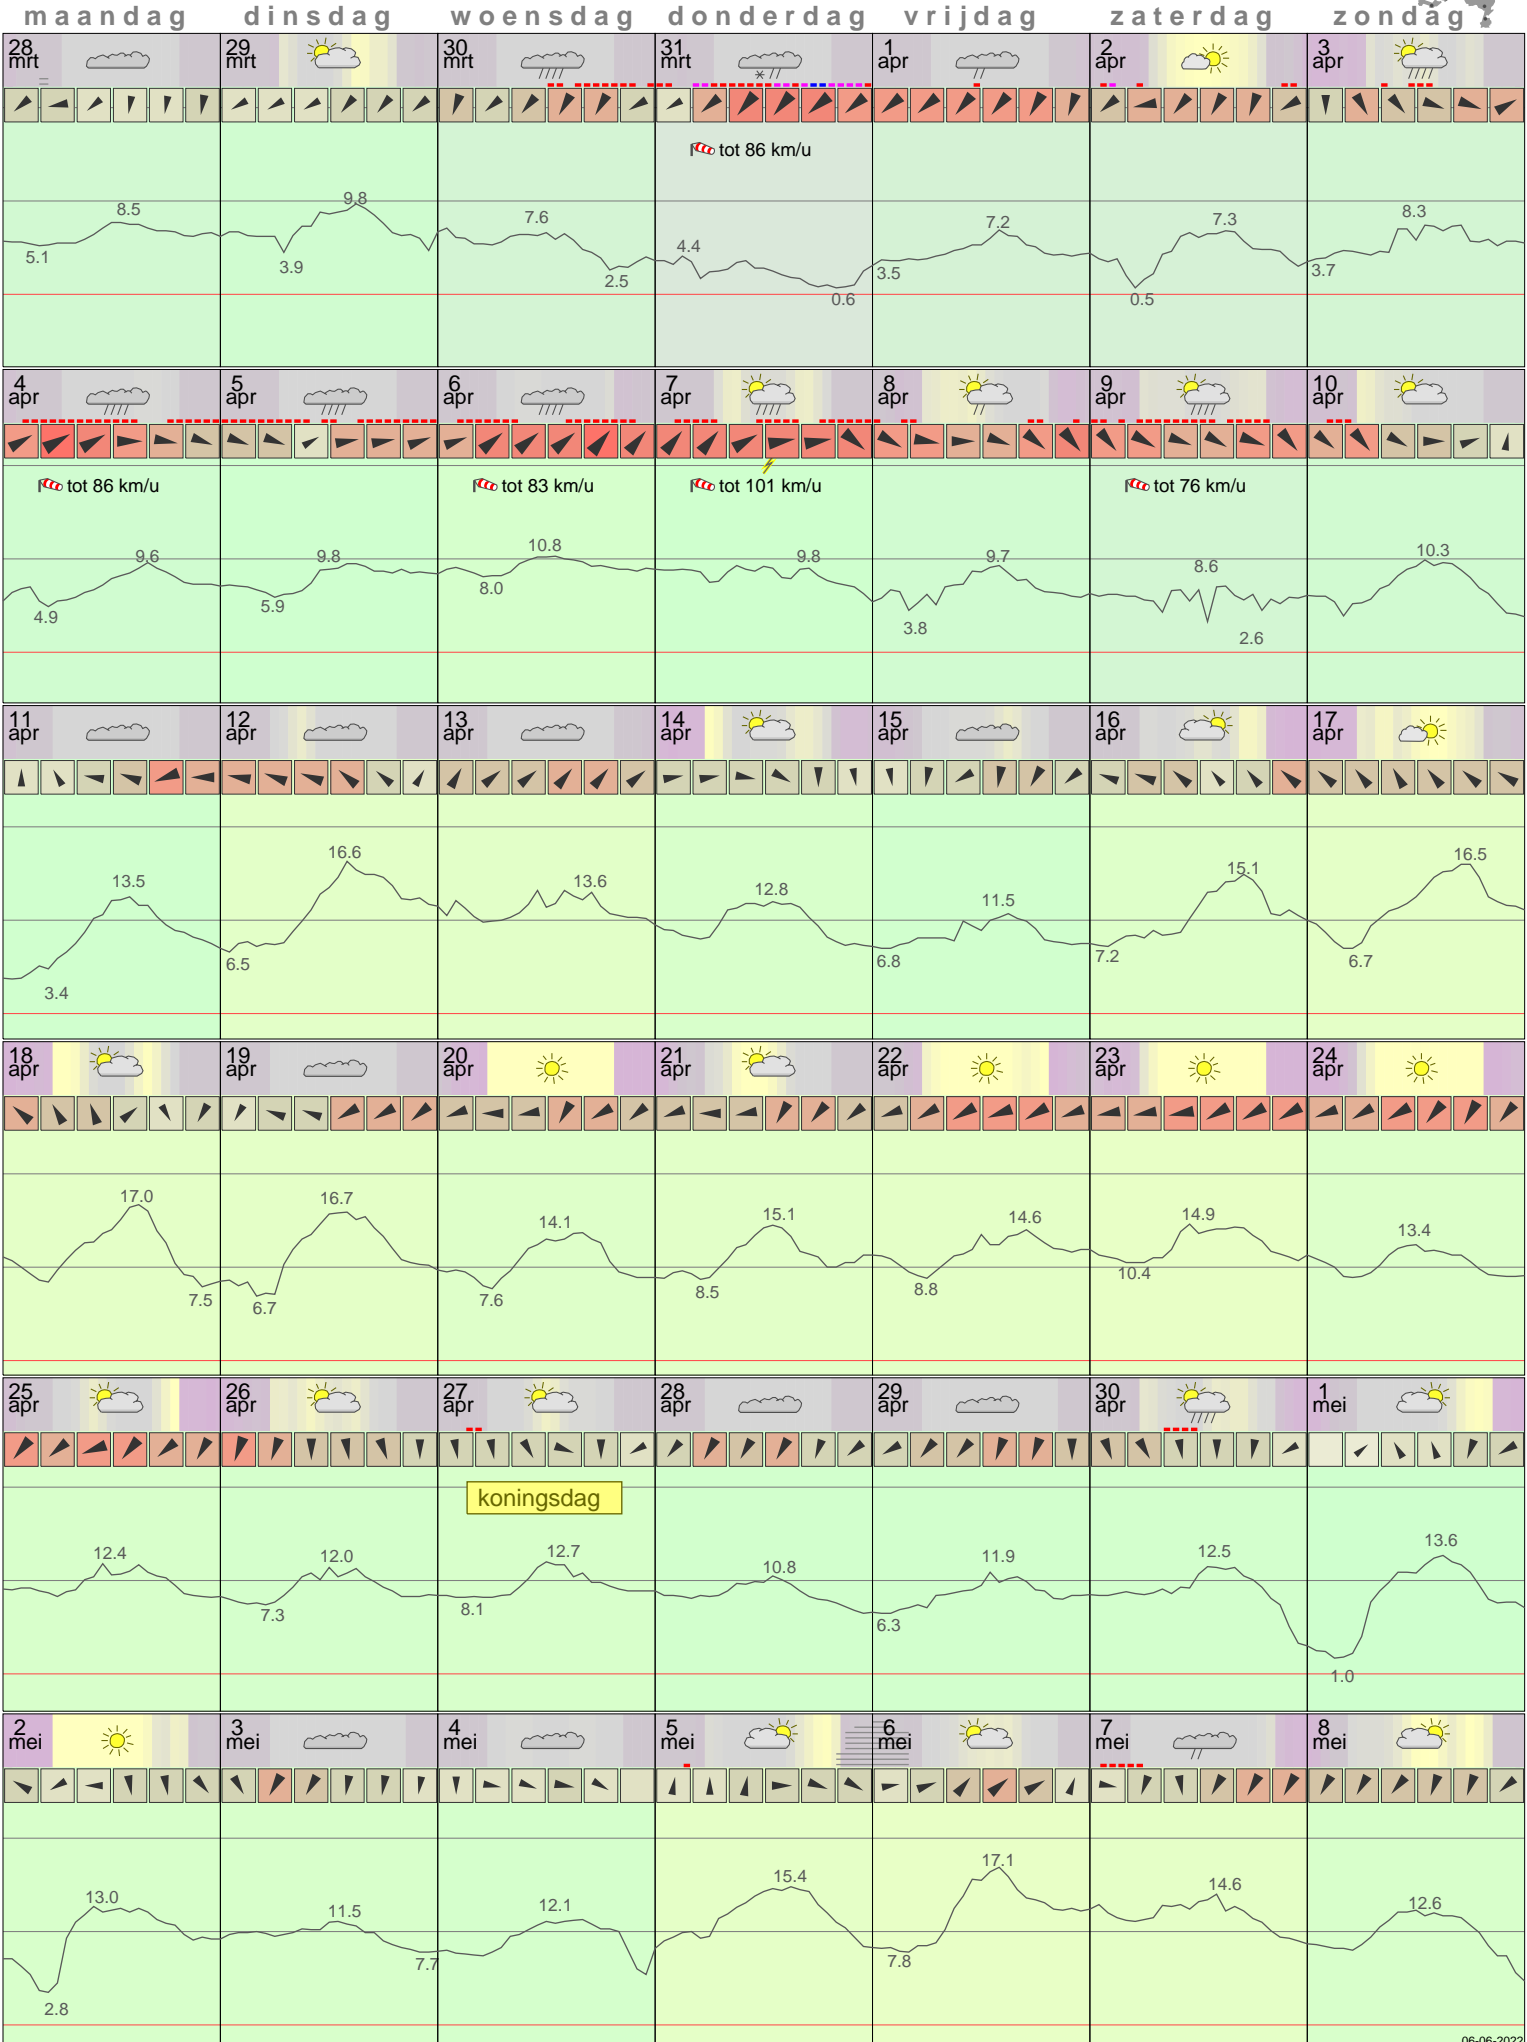 maandag dinsdag woensdag donderdag vrijdag zaterdag zondag
28 29 30 31 1 2 3
mrt mrt mrt mrt apr apr apr
tot 86 km/u
8.5 9.8 7.6 4.4 7.2 7.3 8.3
5.1 3.9 2.5 0.6 3.5 0.5 3.7
4 5 6 7 8 9 10
apr apr apr apr apr apr apr
tot 86 km/u tot 83 km/u tot 101 km/u tot 76 km/u
9.6 9.8 10.8 9.8 9.7 8.6 10.3
4.9 5.9 8.0 3.8 2.6
11 12 13 14 15 16 17
apr apr apr apr apr apr apr
13.5 16.6 13.6 12.8 11.5 15.1 16.5
3.4 6.5 6.8 7.2 6.7
18 19 20 21 22 23 24
apr apr apr apr apr apr apr
17.0 16.7 14.1 15.1 14.6 14.9 13.4
7.5 6.7 7.6 8.5 8.8 10.4
25 26 27 28 29 30 1
apr apr apr apr apr apr mei
koningsdag
12.4 12.0 12.7 10.8 11.9 12.5 13.6
7.3 8.1 6.3 1.0
2 3 4 5 6 7 8
mei mei mei mei mei mei mei
13.0 11.5 12.1 15.4 17.1 14.6 12.6
2.8 7.7 7.8
06-06-2022